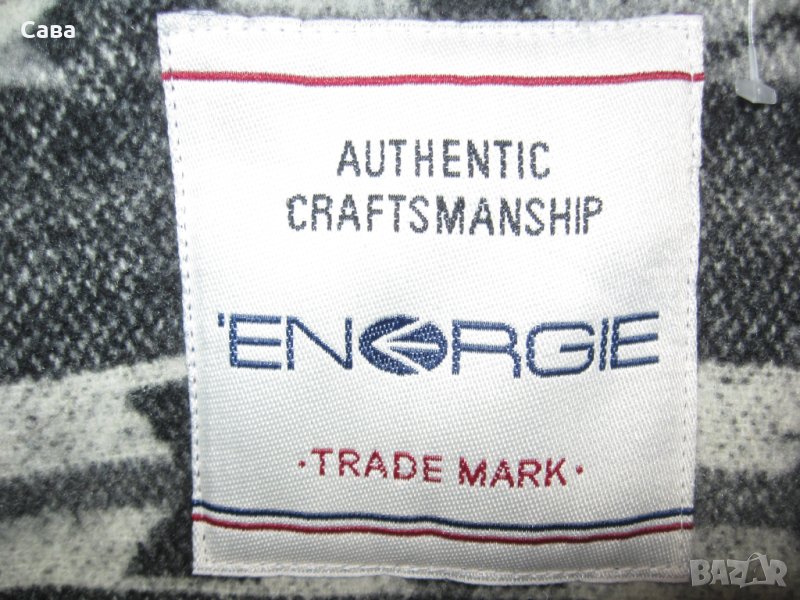 Сава
AUTHENTIC
CRAFTSMANSHIP
'ENERGIE
·TRADE MARK·
BAZAR